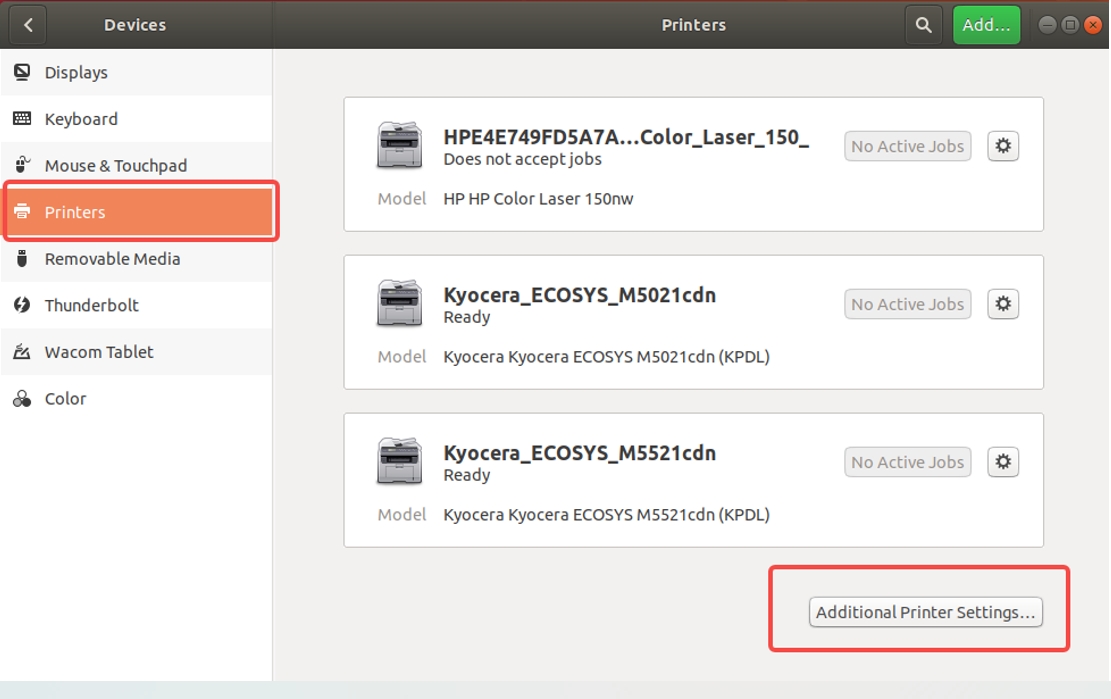 Devices
Printers
Add...
Displays
Keyboard
Mouse & Touchpad
Printers
Removable Media
Thunderbolt
Wacom Tablet
Color
HPE4E749FD5A7A...Color_Laser_150_
Does not accept jobs
No Active Jobs
Model HP HP Color Laser 150nw
Kyocera_ECOSYS_M5021cdn
Ready
No Active Jobs
Model Kyocera Kyocera ECOSYS M5021cdn (KPDL)
Kyocera_ECOSYS_M5521cdn
Ready
No Active Jobs
Model Kyocera Kyocera ECOSYS M5521cdn (KPDL)
Additional Printer Settings...